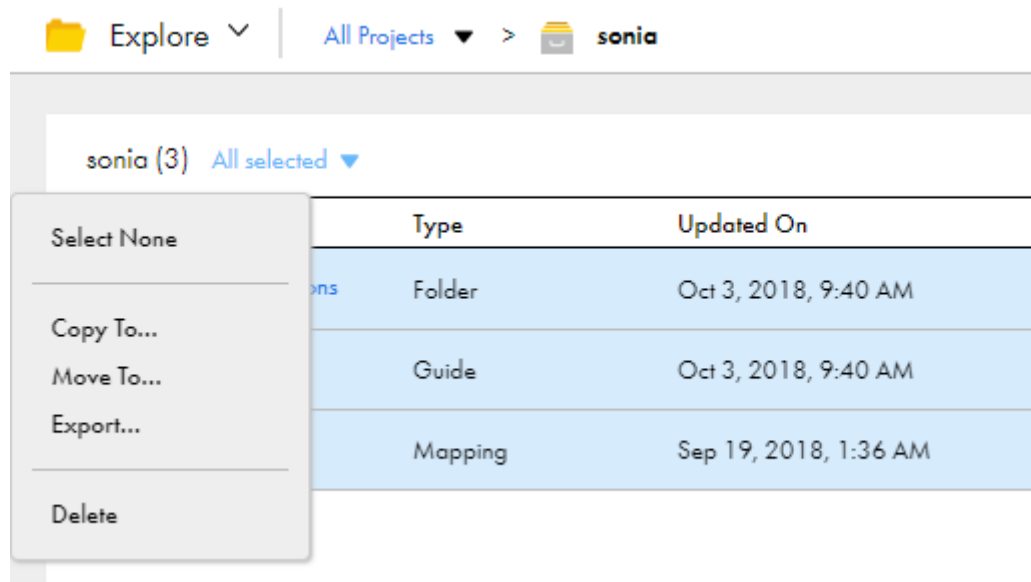 Explore All Projects > sonia
sonia (3) All selected
Type Updated On
Select None
ons Folder Oct 3, 2018, 9:40 AM
Copy To...
Move To...
Guide Oct 3, 2018, 9:40 AM
Export...
Mapping Sep 19, 2018, 1:36 AM
Delete